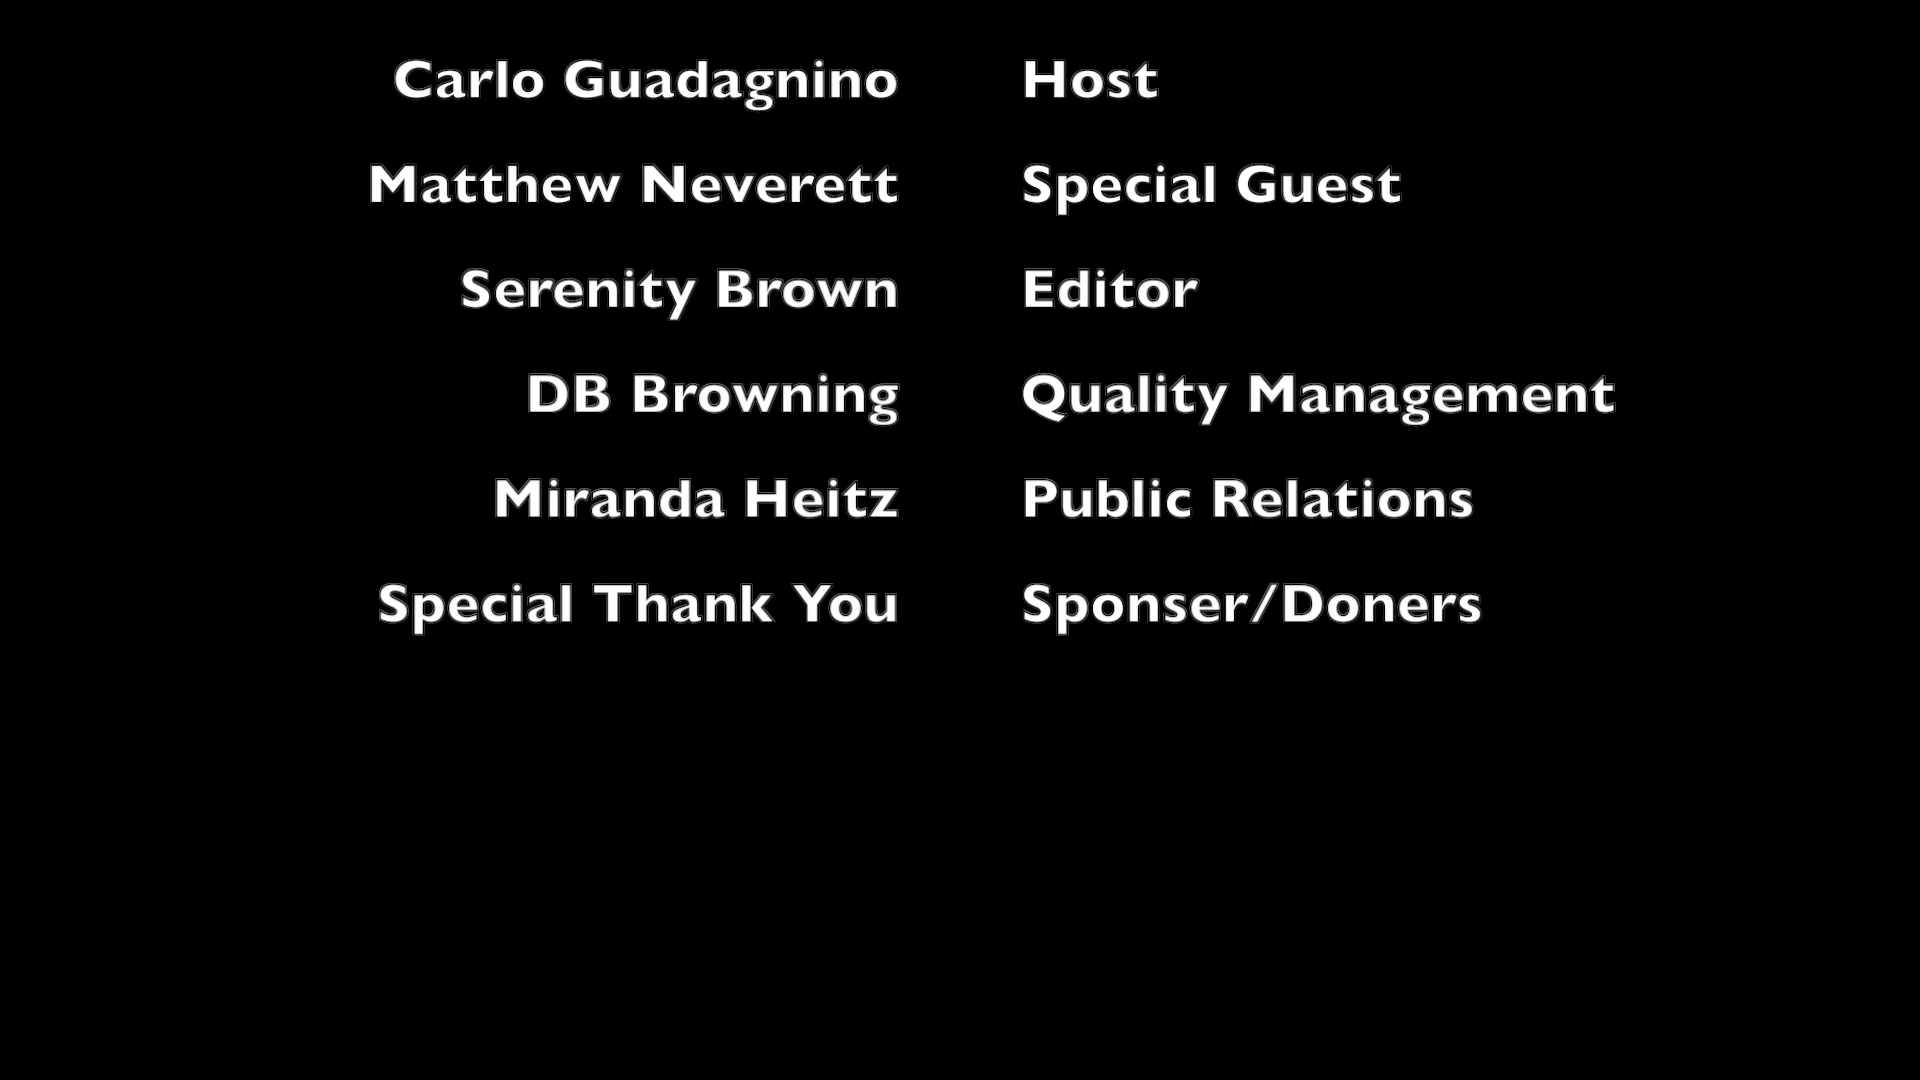 Carlo Guadagnino Host
Matthew Neverett Special Guest
Serenity Brown Editor
DB Browning Quality Management
Miranda Heitz Public Relations
Special Thank You Sponser/Doners